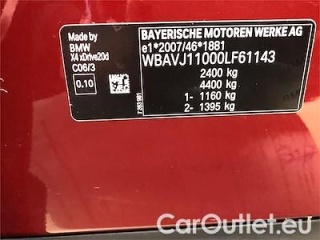 Made by
BMW
X4 xDrive20d
C06/3
0.10
BAYERISCHE MOTOREN WERKE AG
e1*2007/46*1881
WBAVJ11000LF61143
2400 kg
4400 kg
1- 1160 kg
2- 1395 kg
CarOutlet.eu